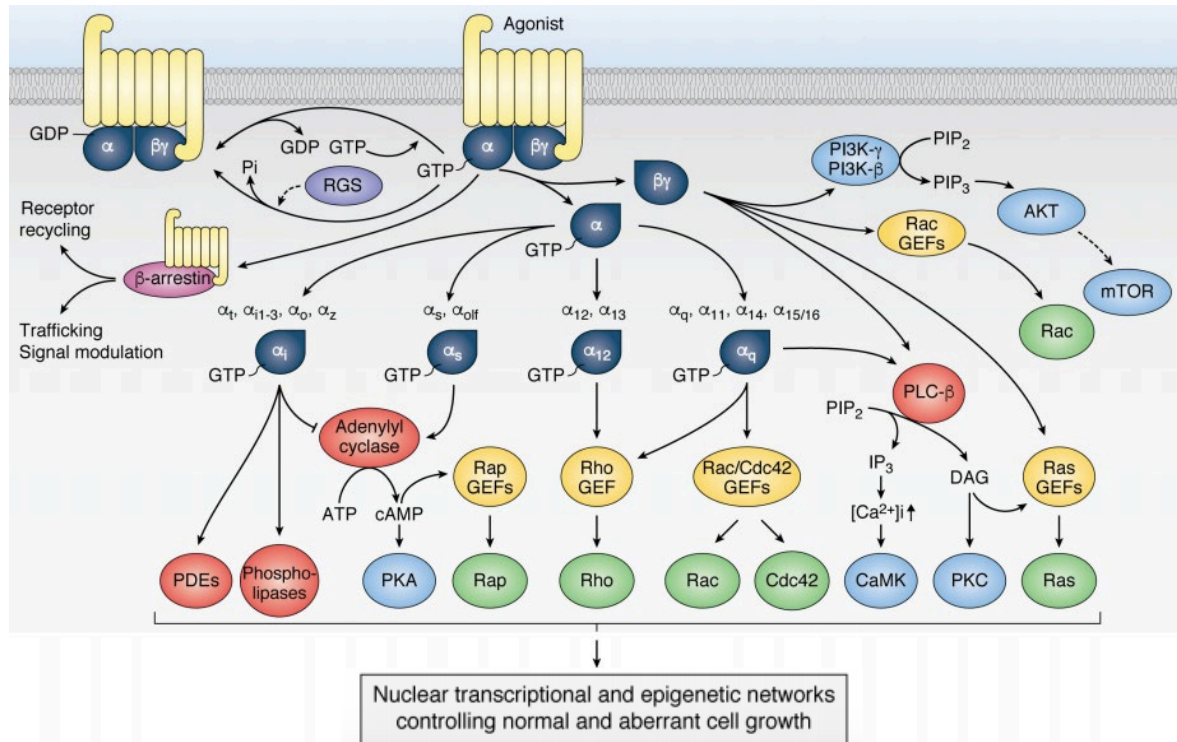 Agonist
GDP
α
βγ
GDP GTP
GTP
α
βγ
Pi
RGS
βγ
PI3K-γ
PI3K-β
PIP₂
PIP₃
AKT
mTOR
Rac
GEFs
Rac
Receptor
recycling
β-arrestin
Trafficking
Signal modulation
α
GTP
αt, αi1-3, αo, αz
αs, αolf
α12, α13
αq, α11, α14, α15/16
αi
GTP
αs
GTP
α12
GTP
αq
GTP
PLC-β
PIP₂
Adenylyl
cyclase
ATP
cAMP
Rap
GEFs
Rho
GEF
Rac/Cdc42
GEFs
IP₃
[Ca²⁺]i↑
DAG
Ras
GEFs
PDEs
Phospho-
lipases
PKA
Rap
Rho
Rac
Cdc42
CaMK
PKC
Ras
Nuclear transcriptional and epigenetic networks
controlling normal and aberrant cell growth